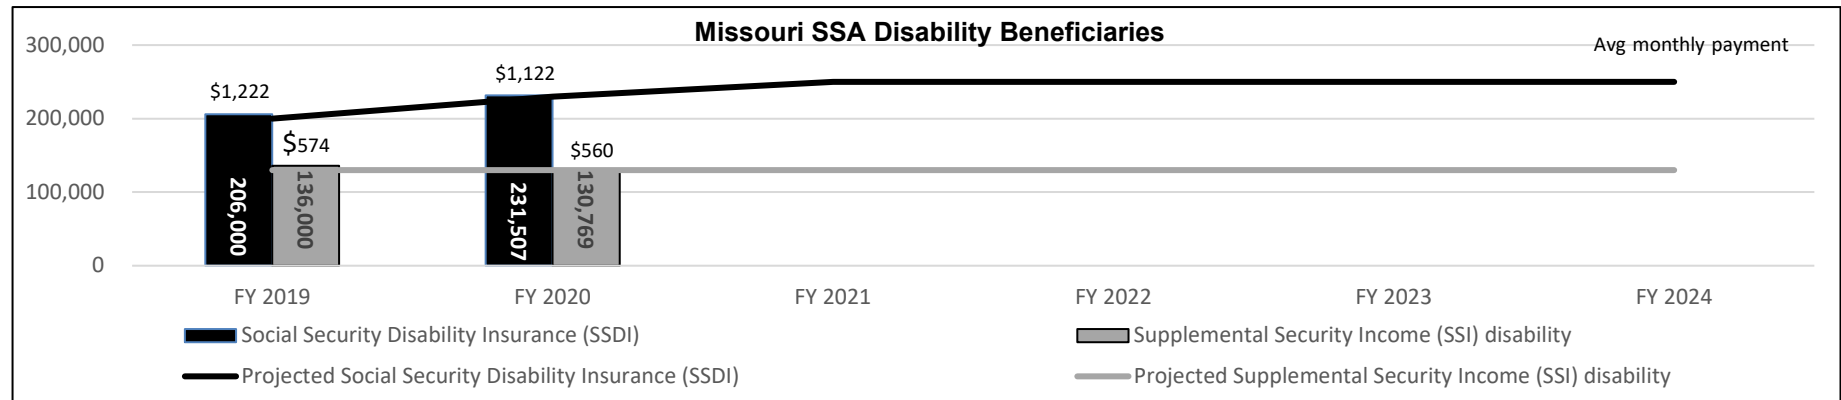 Missouri SSA Disability Beneficiaries
Avg monthly payment
300,000
200,000
100,000
0
$1,222
$574
$1,122
$560
206,000
136,000
231,507
130,769
FY 2019
FY 2020
FY 2021
FY 2022
FY 2023
FY 2024
Social Security Disability Insurance (SSDI)
Supplemental Security Income (SSI) disability
Projected Social Security Disability Insurance (SSDI)
Projected Supplemental Security Income (SSI) disability